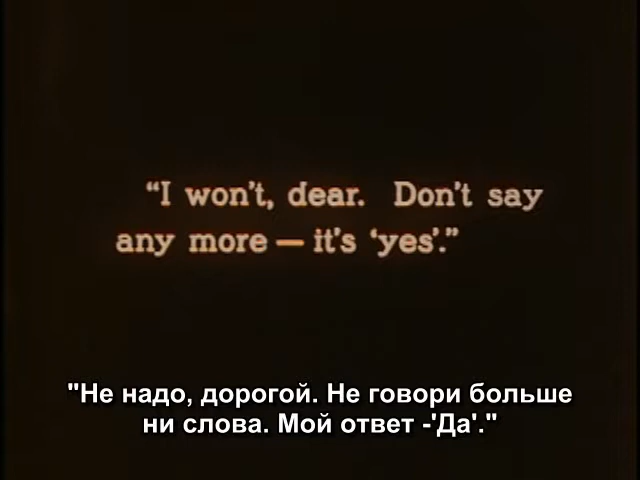 “I won't, dear. Don't say
any more — it's ‘yes’.”
"Не надо, дорогой. Не говори больше
ни слова. Мой ответ -'Да'."